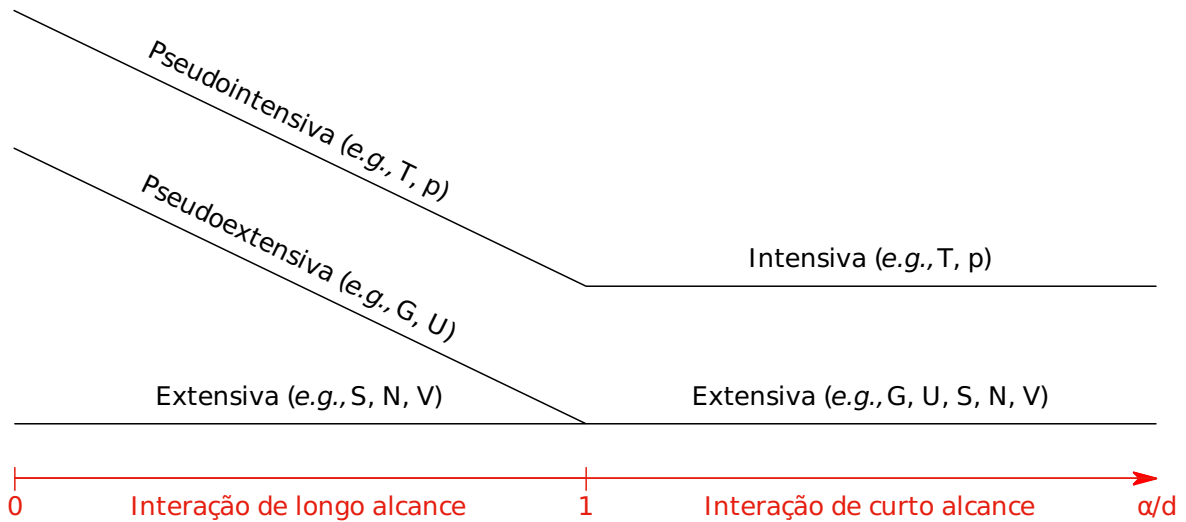 Pseudointensiva (e.g., T, p)
Pseudoextensiva (e.g., G, U)
Intensiva (e.g., T, p)
Extensiva (e.g., S, N, V)
Extensiva (e.g., G, U, S, N, V)
0
Interação de longo alcance
1
Interação de curto alcance
α/d